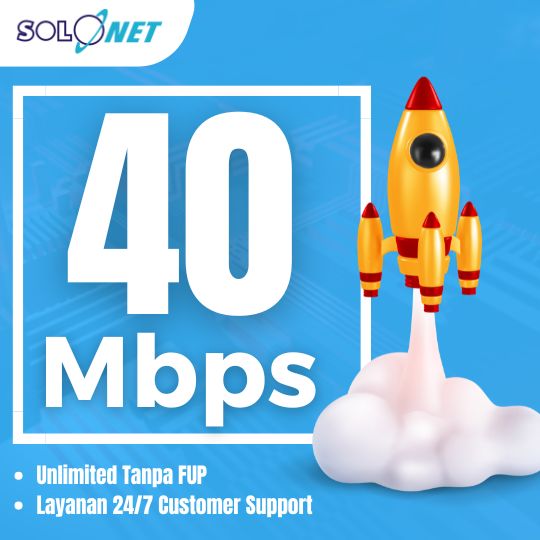 SOLONET
40
Mbps
• Unlimited Tanpa FUP
• Layanan 24/7 Customer Support